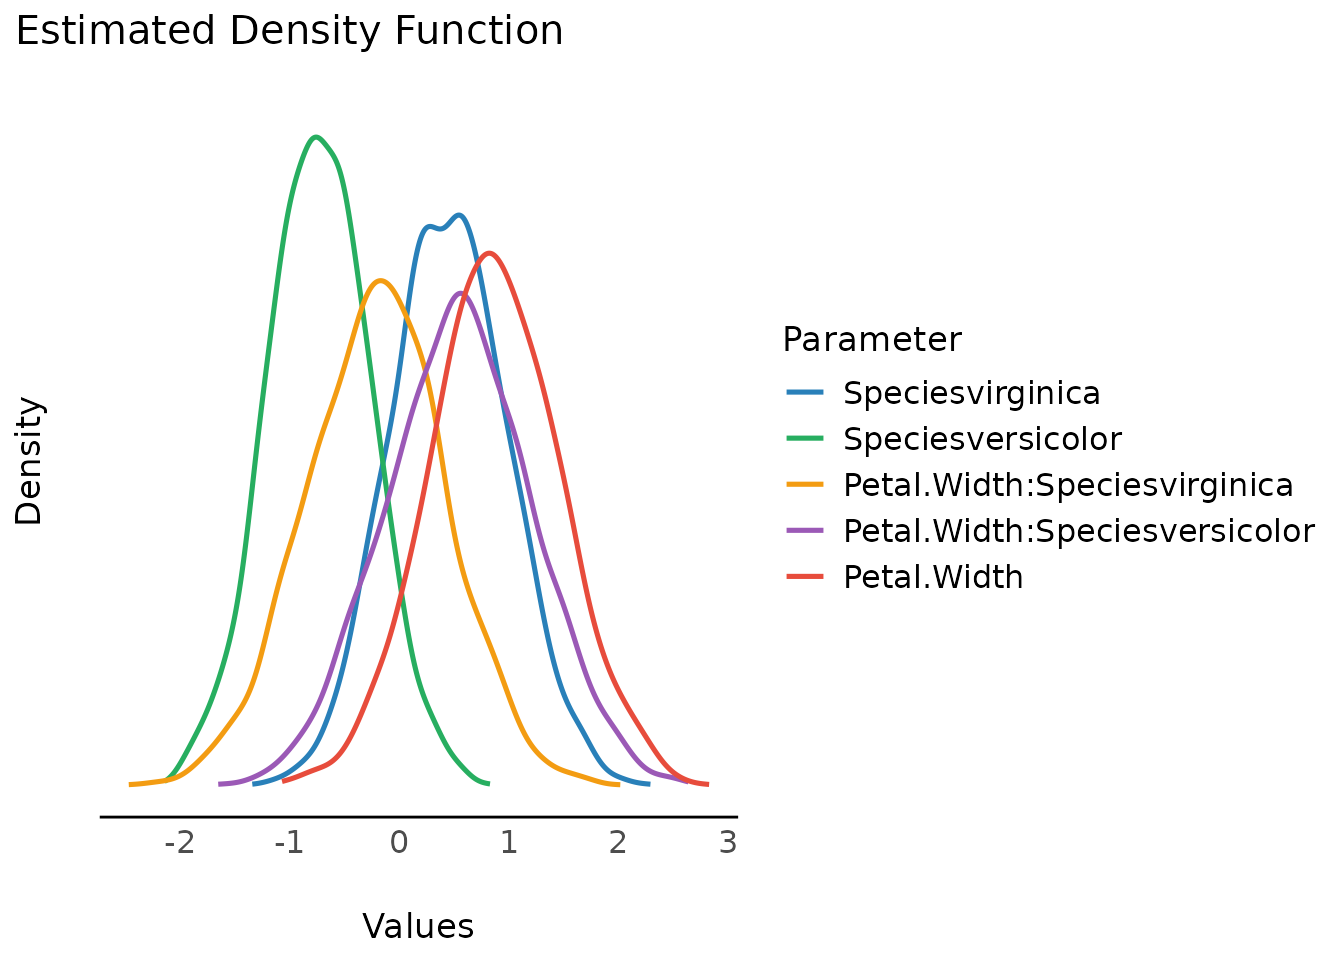 Estimated Density Function
Density
-2 -1 0 1 2 3
Values
Parameter
Speciesvirginica
Speciesversicolor
Petal.Width:Speciesvirginica
Petal.Width:Speciesversicolor
Petal.Width